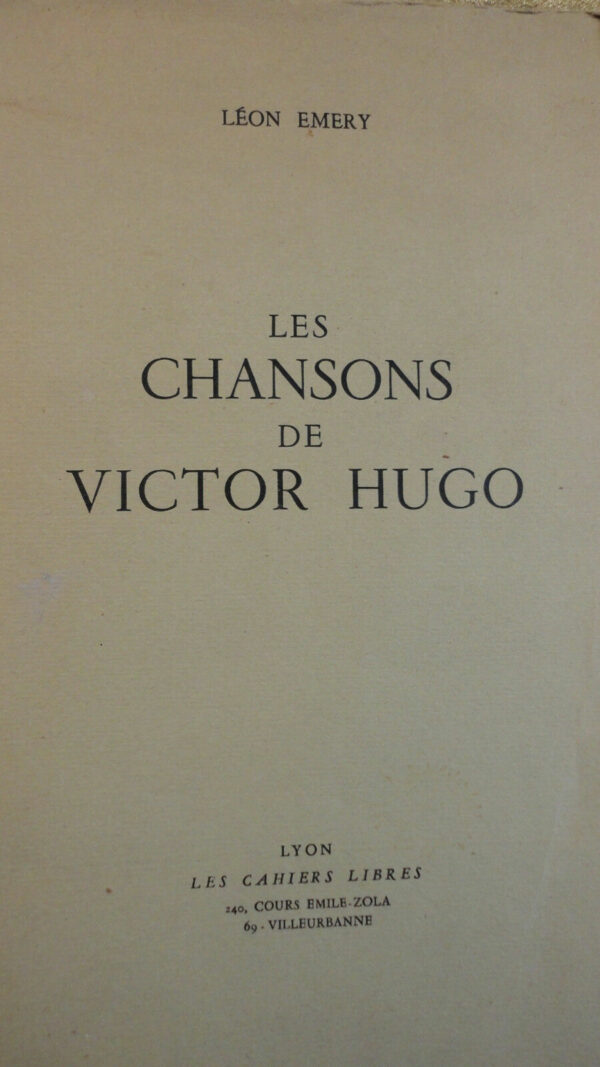 LÉON EMERY
LES
CHANSONS
DE
VICTOR HUGO
LYON
LES CAHIERS LIBRES
240, COURS EMILE-ZOLA
69 - VILLEURBANNE